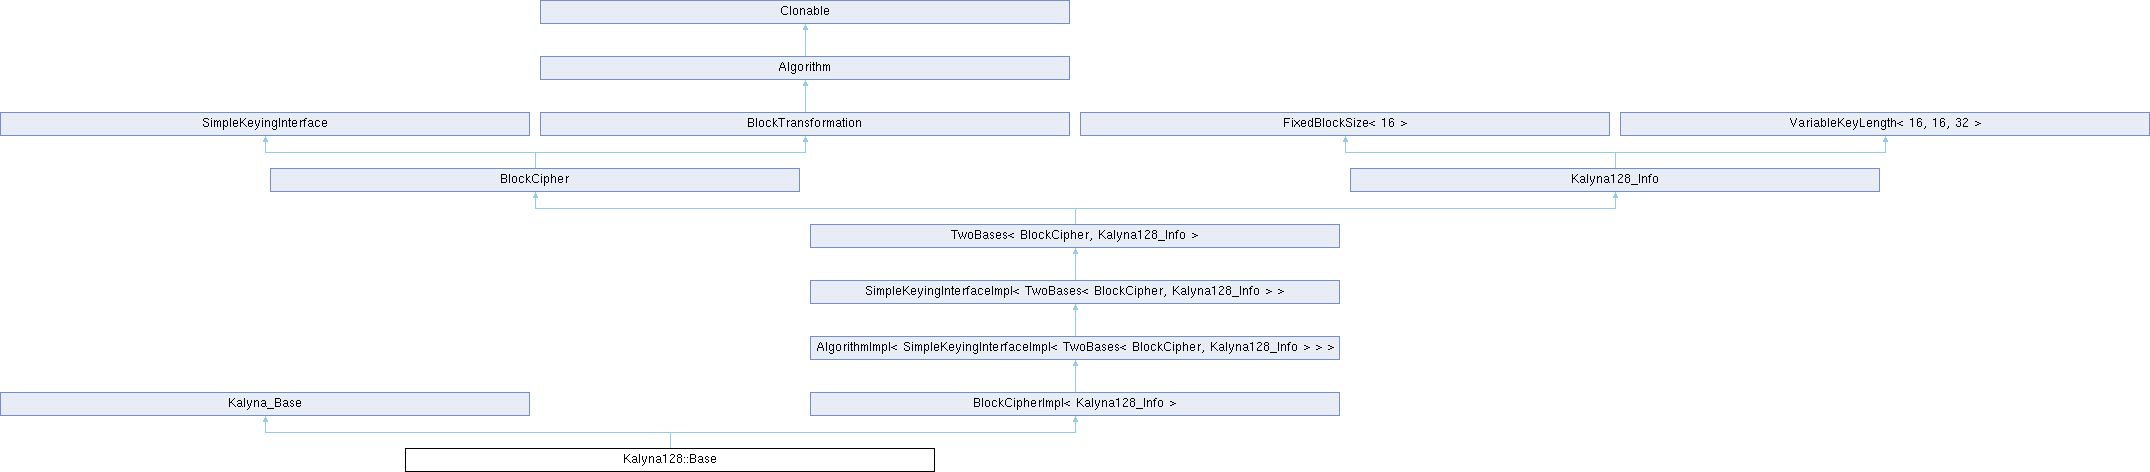 Clonable
Algorithm
SimpleKeyingInterface
BlockTransformation
FixedBlockSize< 16 >
VariableKeyLength< 16, 16, 32 >
BlockCipher
Kalyna128_Info
TwoBases< BlockCipher, Kalyna128_Info >
SimpleKeyingInterfaceImpl< TwoBases< BlockCipher, Kalyna128_Info > >
AlgorithmImpl< SimpleKeyingInterfaceImpl< TwoBases< BlockCipher, Kalyna128_Info > > >
Kalyna_Base
BlockCipherImpl< Kalyna128_Info >
Kalyna128::Base